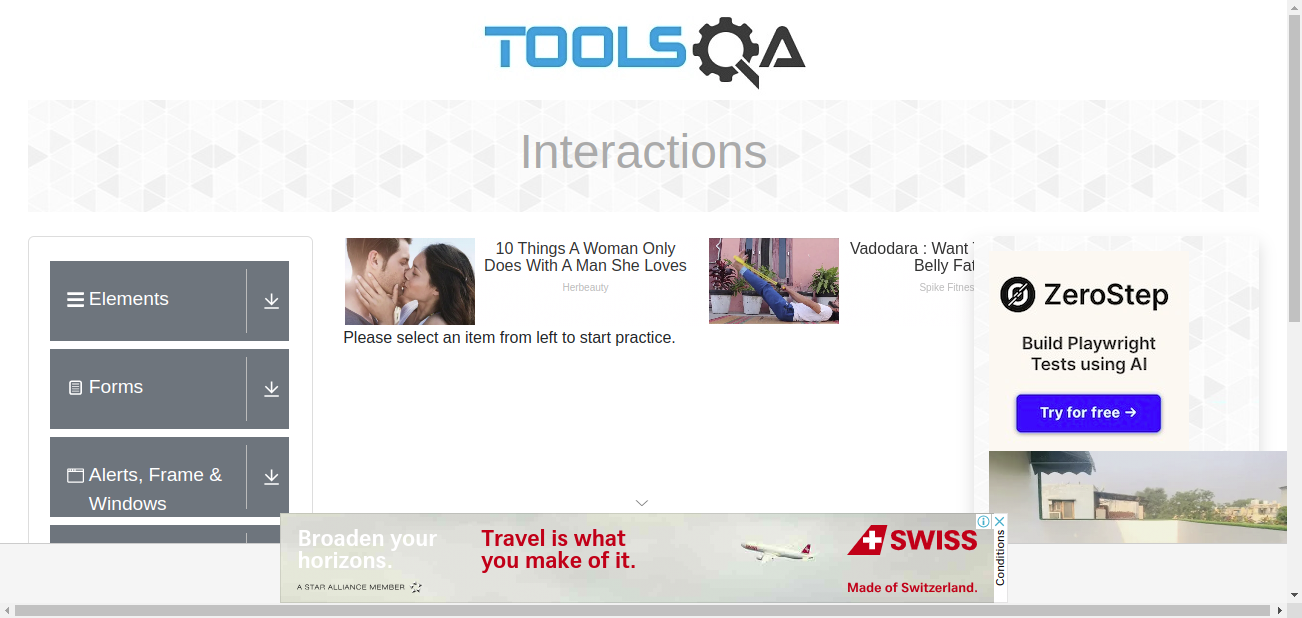 TOOLSQA
Interactions
Elements
Forms
Alerts, Frame &
Windows
10 Things A Woman Only
Does With A Man She Loves
Herbeauty
Vadodara : Want
Belly Fat
Spike Fitness
Please select an item from left to start practice.
ZeroStep
Build Playwright
Tests using AI
Try for free →
Broaden your
horizons.
A STAR ALLIANCE MEMBER
Travel is what
you make of it.
SWISS
Made of Switzerland.
Conditions